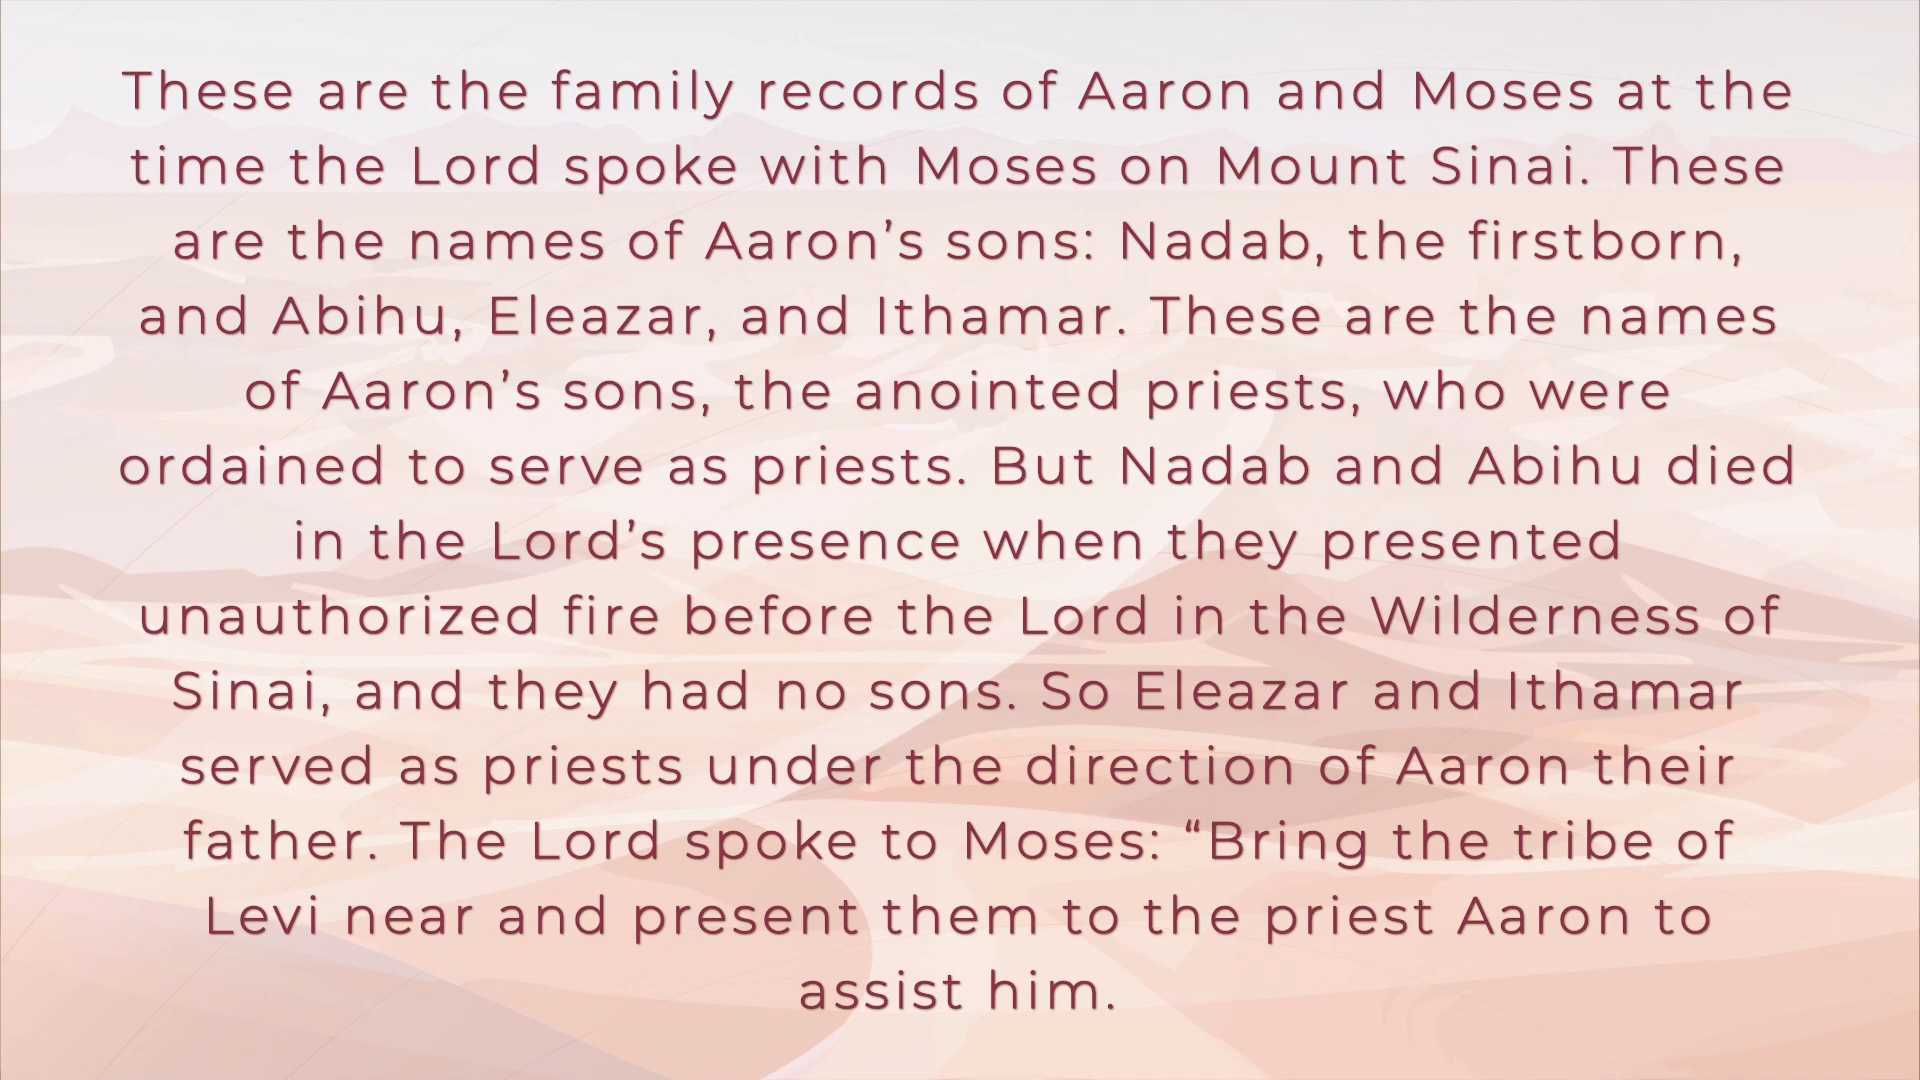 These are the family records of Aaron and Moses at the
time the Lord spoke with Moses on Mount Sinai. These
are the names of Aaron’s sons: Nadab, the firstborn,
and Abihu, Eleazar, and Ithamar. These are the names
of Aaron’s sons, the anointed priests, who were
ordained to serve as priests. But Nadab and Abihu died
in the Lord’s presence when they presented
unauthorized fire before the Lord in the Wilderness of
Sinai, and they had no sons. So Eleazar and Ithamar
served as priests under the direction of Aaron their
father. The Lord spoke to Moses: “Bring the tribe of
Levi near and present them to the priest Aaron to
assist him.